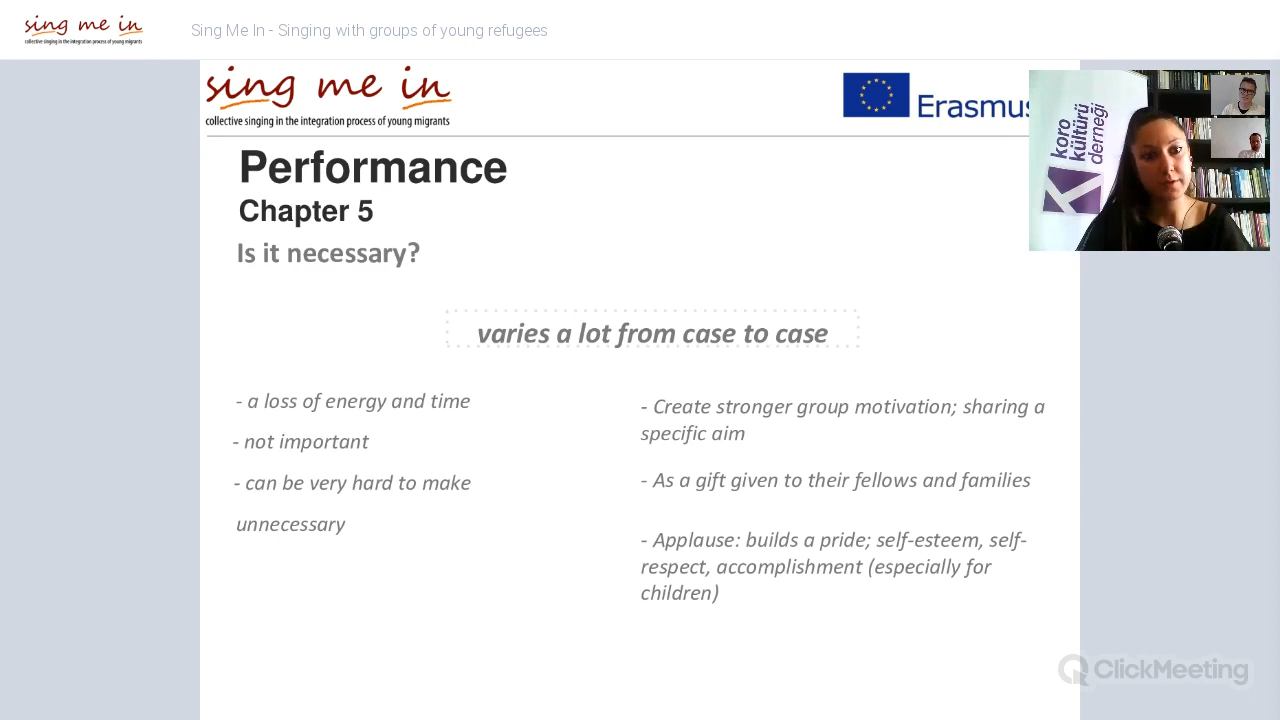 sing me in
collective singing in the integration process of young migrants
Sing Me In - Singing with groups of young refugees
sing me in
collective singing in the integration process of young migrants
Erasmus
koro
kültürü
derneği
Performance
Chapter 5
Is it necessary?
varies a lot from case to case
- a loss of energy and time
- not important
- can be very hard to make
unnecessary
- Create stronger group motivation; sharing a
specific aim
- As a gift given to their fellows and families
- Applause: builds a pride; self-esteem, self-
respect, accomplishment (especially for
children)
ClickMeeting